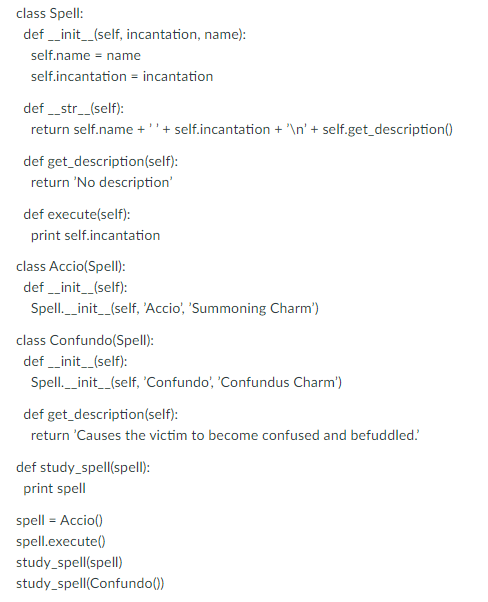 class Spell:
  def __init__(self, incantation, name):
    self.name = name
    self.incantation = incantation
  def __str__(self):
    return self.name + ' ' + self.incantation + '\n' + self.get_description()
  def get_description(self):
    return 'No description'
  def execute(self):
    print self.incantation
class Accio(Spell):
  def __init__(self):
    Spell.__init__(self, 'Accio', 'Summoning Charm')
class Confundo(Spell):
  def __init__(self):
    Spell.__init__(self, 'Confundo', 'Confundus Charm')
  def get_description(self):
    return 'Causes the victim to become confused and befuddled.'
def study_spell(spell):
  print spell
spell = Accio()
spell.execute()
study_spell(spell)
study_spell(Confundo())